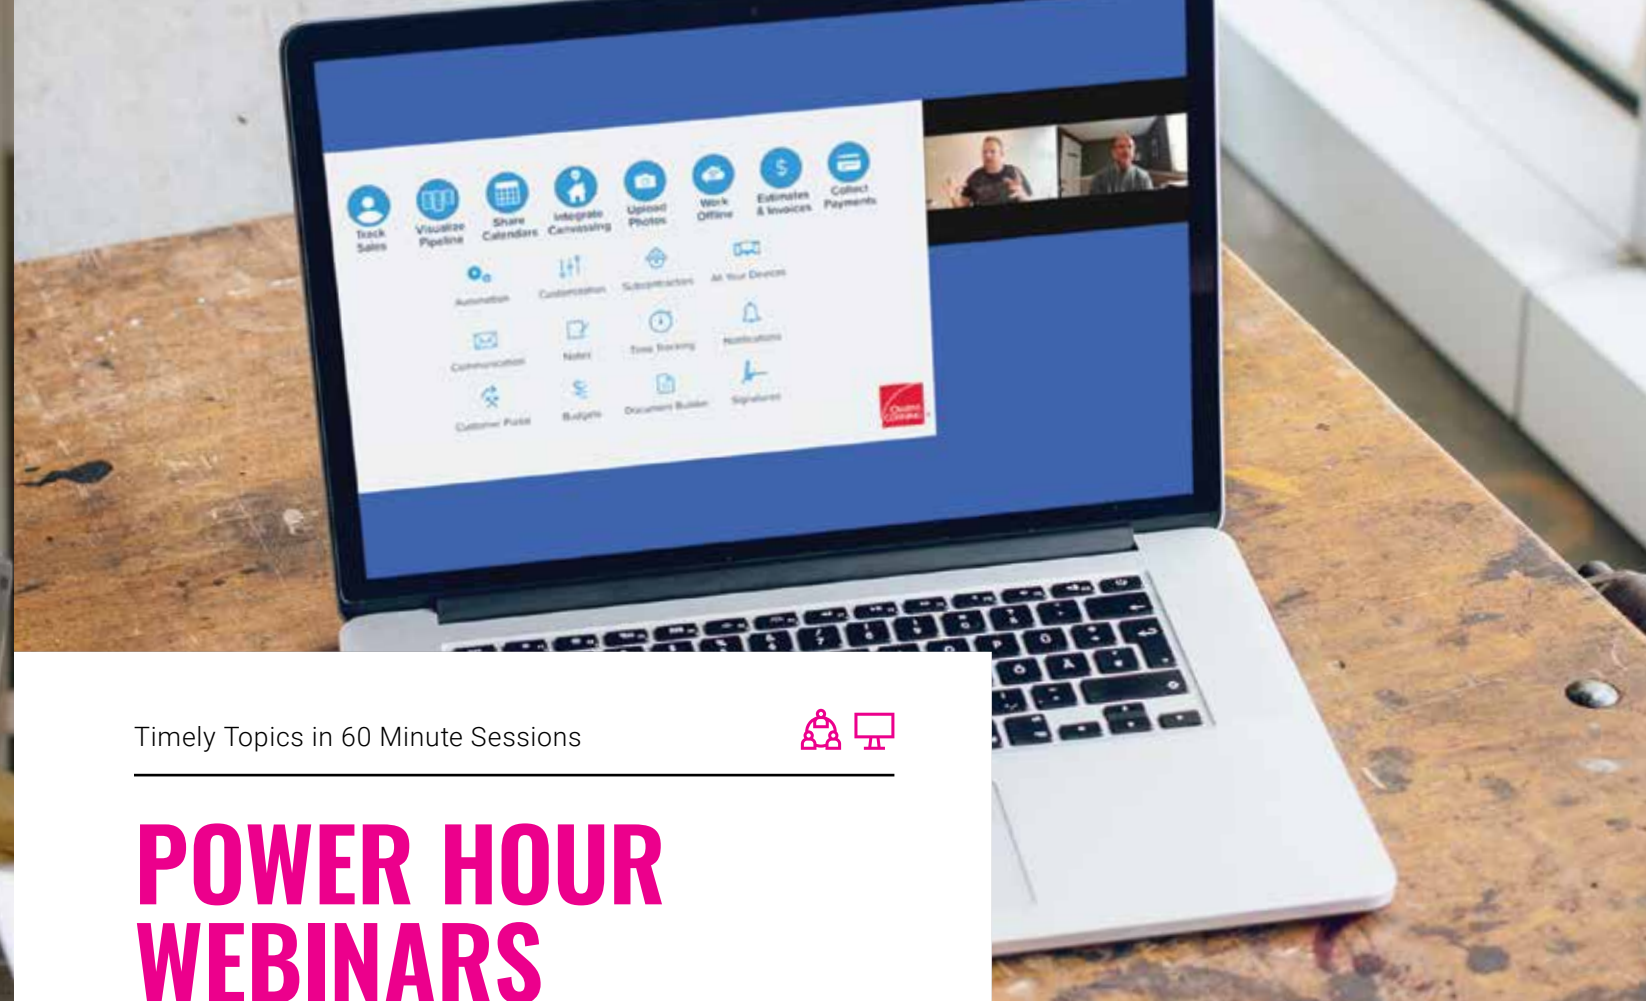 Track
Sales
Visualize
Pipeline
Share
Calendars
Integrate
Canvassing
Upload
Photos
Work
Offline
Estimates
& Invoices
Collect
Payments
Automation
Customization
Subcontractors
All Your Devices
Communication
Notes
Time Tracking
Notifications
Customer Portal
Budgets
Document Builder
Signatures
OWENS
CORNING
Timely Topics in 60 Minute Sessions
POWER HOUR
WEBINARS